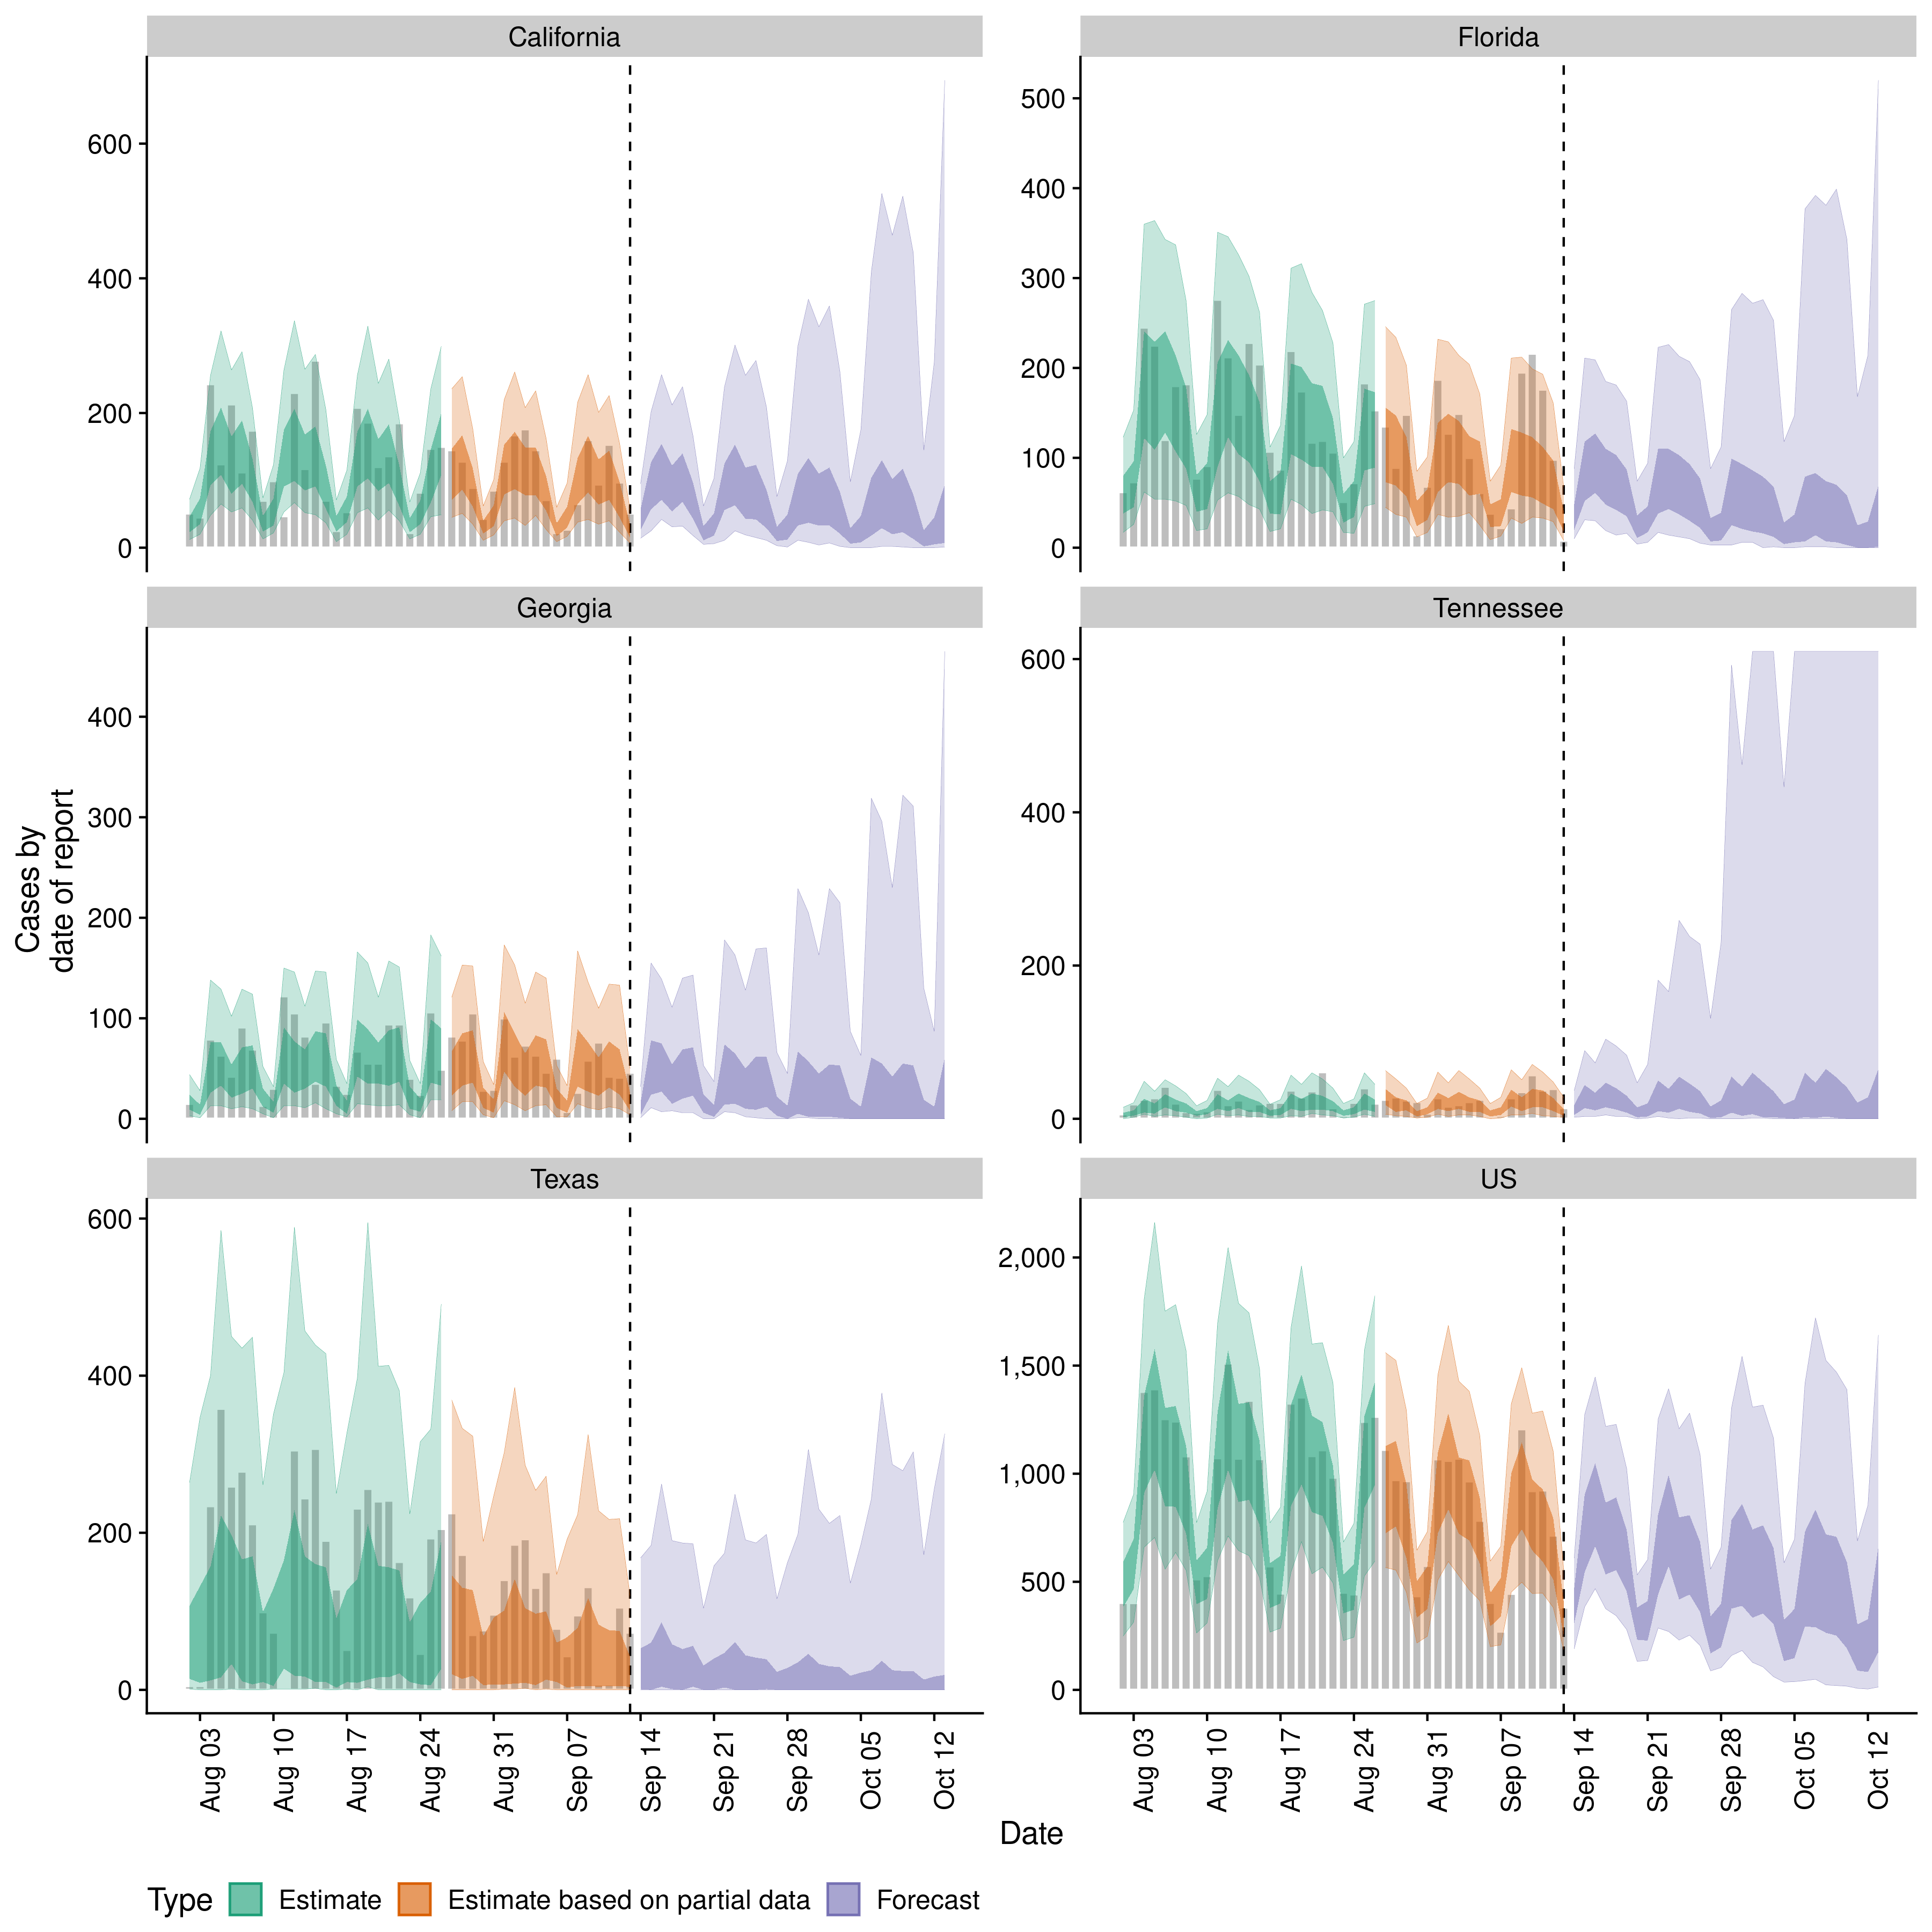 California
Florida
600
400
200
0
500
400
300
200
100
0
Georgia
Tennessee
400
300
200
100
0
600
400
200
0
Texas
US
600
400
200
0
2,000
1,500
1,000
500
0
Cases by
date of report
Aug 03
Aug 10
Aug 17
Aug 24
Aug 31
Sep 07
Sep 14
Sep 21
Sep 28
Oct 05
Oct 12
Aug 03
Aug 10
Aug 17
Aug 24
Aug 31
Sep 07
Sep 14
Sep 21
Sep 28
Oct 05
Oct 12
Date
Type Estimate Estimate based on partial data Forecast